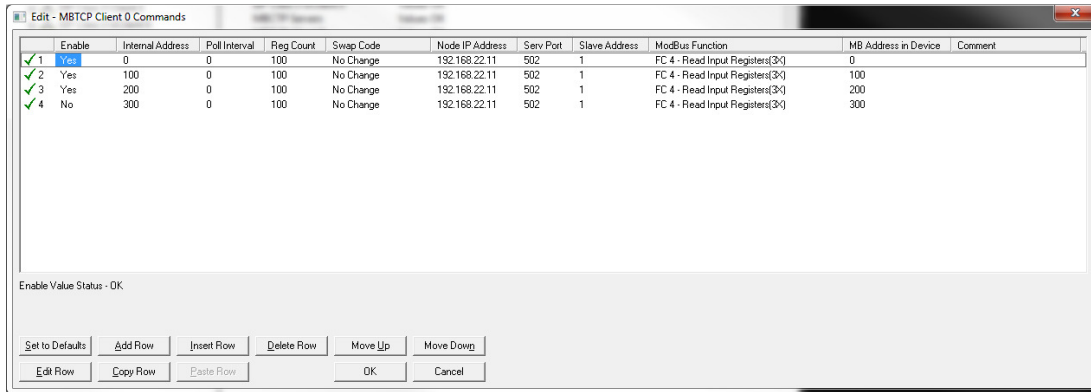 Edit - MBTCP Client 0 Commands
Enable Internal Address Poll Interval Reg Count Swap Code Node IP Address Serv Port Slave Address ModBus Function MB Address in Device Comment
1 Yes 0 0 100 No Change 192.168.22.11 502 1 FC 4 - Read Input Registers(3X) 0
2 Yes 100 0 100 No Change 192.168.22.11 502 1 FC 4 - Read Input Registers(3X) 100
3 Yes 200 0 100 No Change 192.168.22.11 502 1 FC 4 - Read Input Registers(3X) 200
4 No 300 0 100 No Change 192.168.22.11 502 1 FC 4 - Read Input Registers(3X) 300
Enable Value Status - OK
Set to Defaults Add Row Insert Row Delete Row Move Up Move Down
Edit Row Copy Row Paste Row OK Cancel